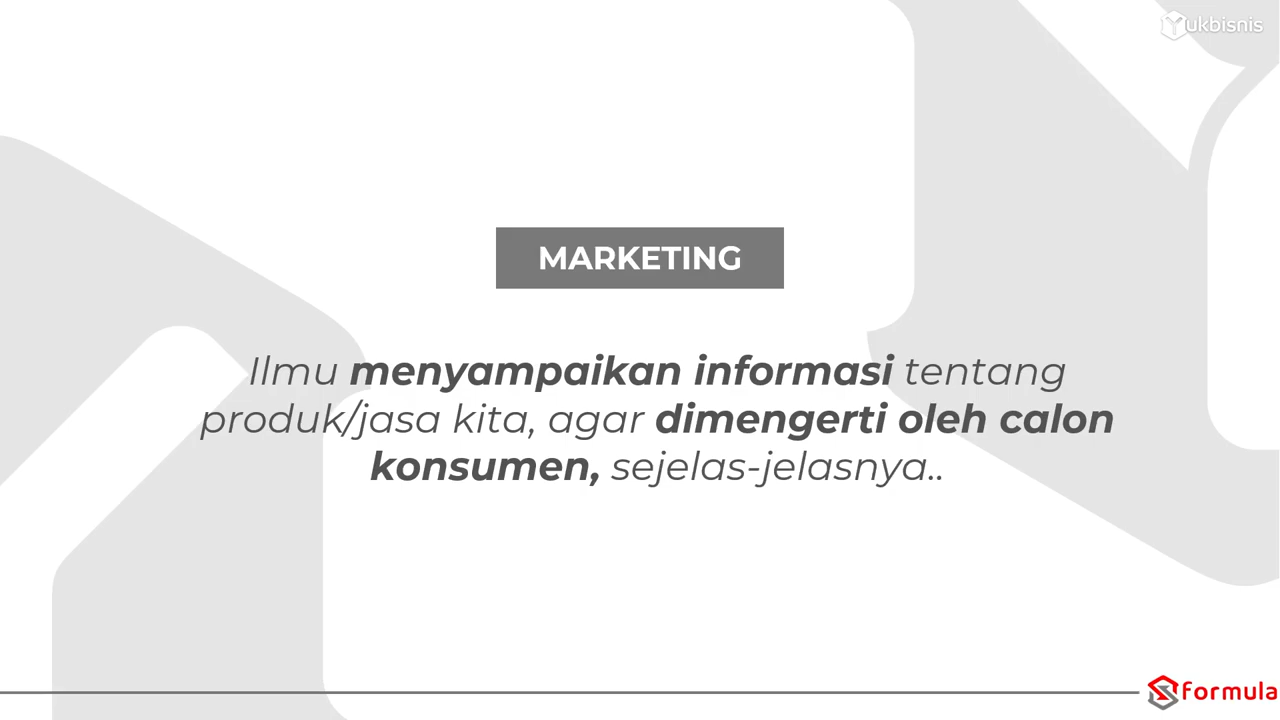 Yukbisnis
MARKETING
Ilmu menyampaikan informasi tentang
produk/jasa kita, agar dimengerti oleh calon
konsumen, sejelas-jelasnya..
formula